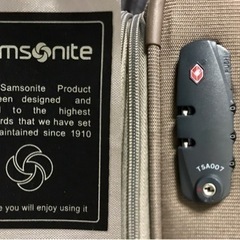 msonite
Samsonite Product
een designed and
to the highest
rds that we have set
aintained since 1910
e you will enjoy using it
TSA007